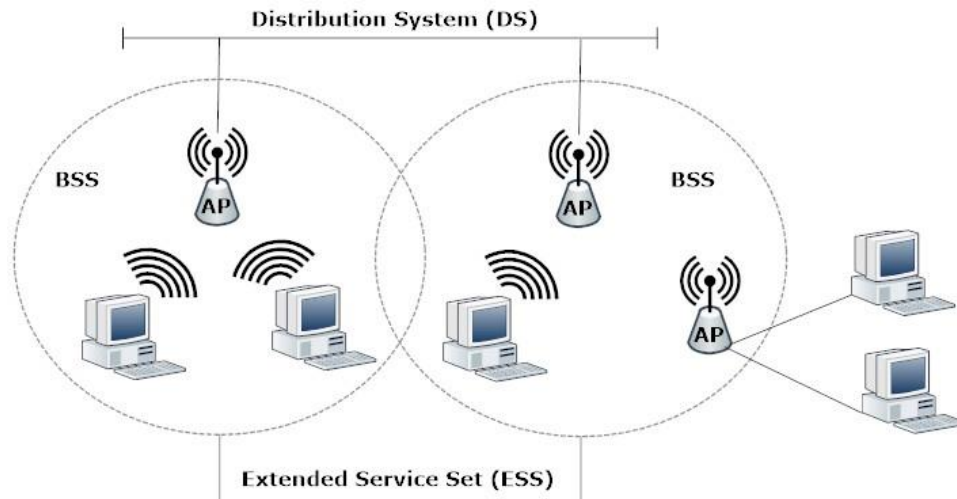 Distribution System (DS)
BSS
AP
AP
BSS
AP
Extended Service Set (ESS)